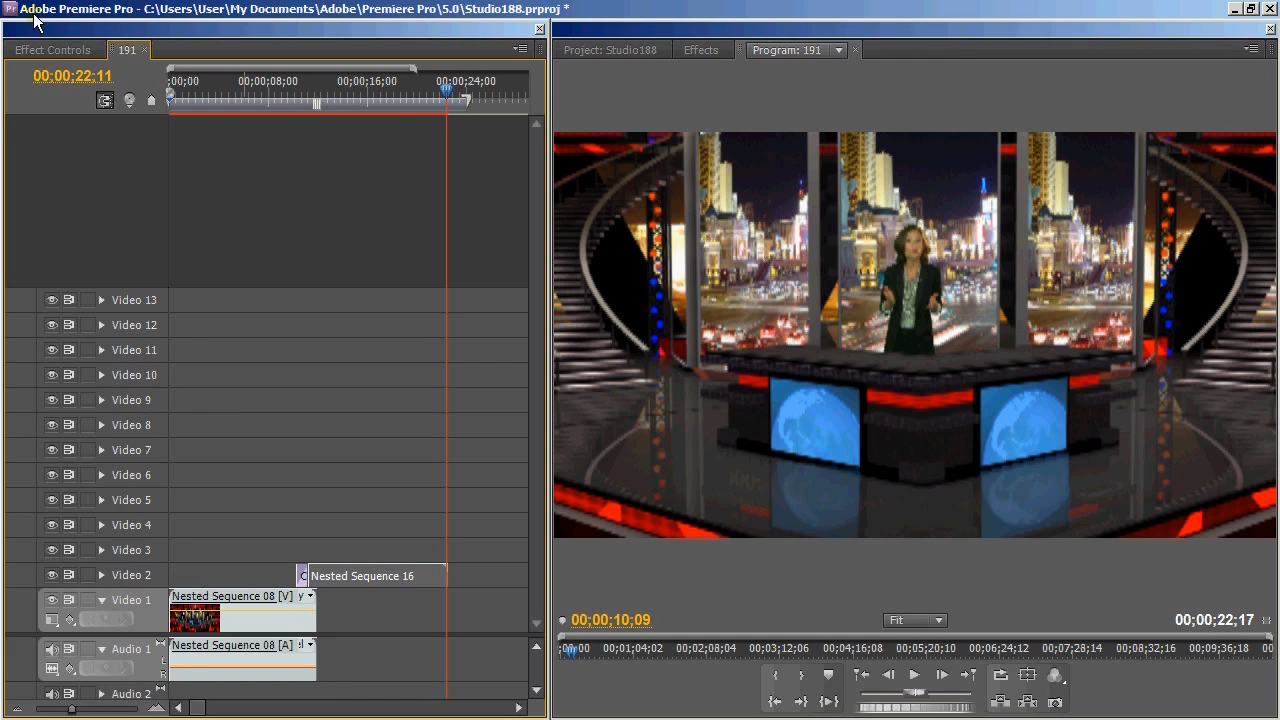 Adobe Premiere Pro - C:\Users\User\My Documents\Adobe\Premiere Pro\5.0\Studio188.prproj *
Effect Controls
191
00;00;22;11
;00;00
00;00;08;00
00;00;16;00
00;00;24;00
Video 13
Video 12
Video 11
Video 10
Video 9
Video 8
Video 7
Video 6
Video 5
Video 4
Video 3
Video 2
Nested Sequence 16
Video 1
Nested Sequence 08 [V]
Audio 1
Nested Sequence 08 [A]
L
R
Audio 2
Project: Studio188
Effects
Program: 191
00;00;10;09
Fit
00;00;22;17
;00;00
00;01;04;02
00;02;08;04
00;03;12;06
00;04;16;08
00;05;20;10
00;06;24;12
00;07;28;14
00;08;32;16
00;09;36;18
00;